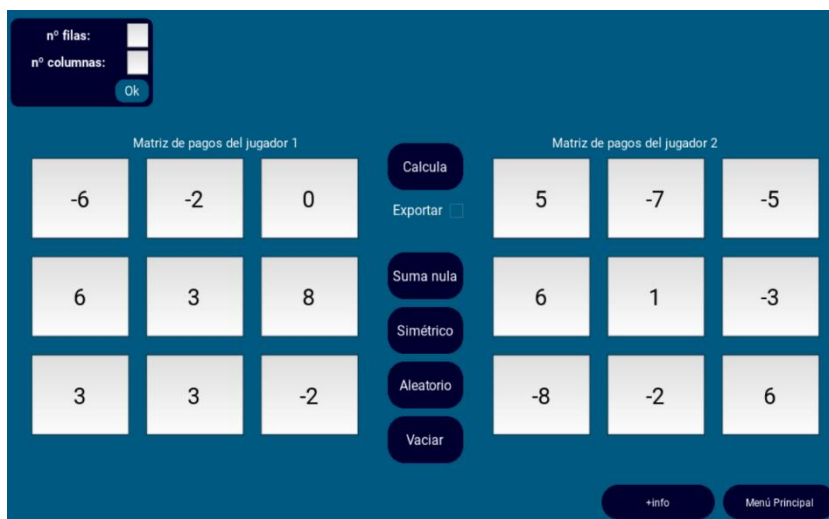 nº filas:
nº columnas:
Ok
Matriz de pagos del jugador 1
Matriz de pagos del jugador 2
-6 -2 0
5 -7 -5
6 3 8
6 1 -3
3 3 -2
-8 -2 6
Calcula
Exportar
Suma nula
Simétrico
Aleatorio
Vaciar
+info
Menú Principal